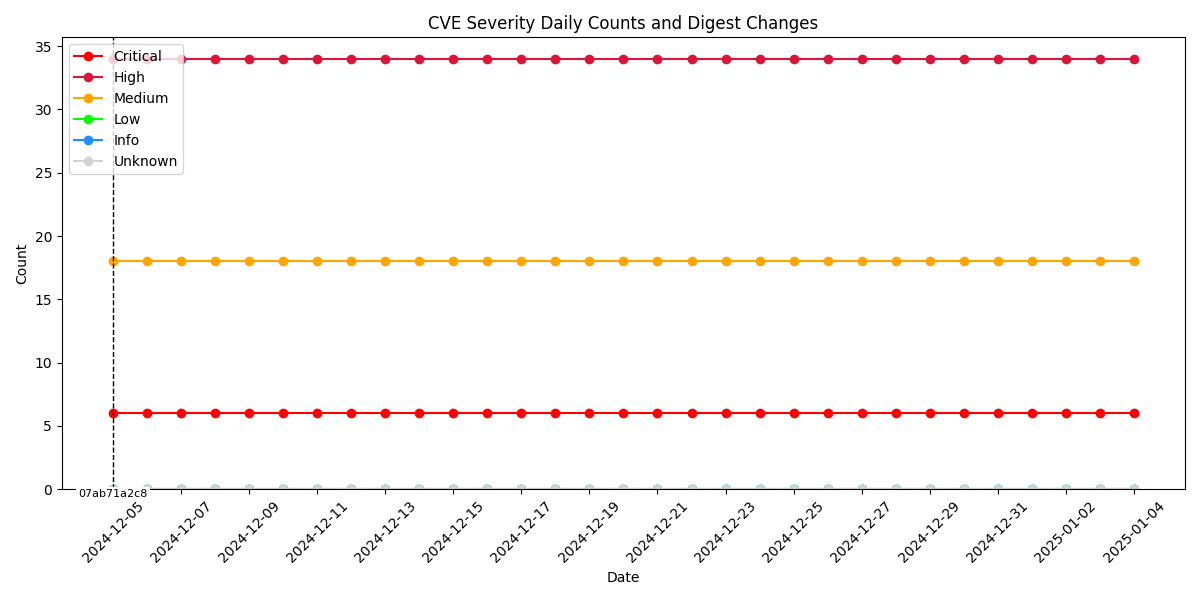 CVE Severity Daily Counts and Digest Changes
35
30
25
20
15
10
5
0
Count
Critical
High
Medium
Low
Info
Unknown
07ab71a2c8
2024-12-05
2024-12-07
2024-12-09
2024-12-11
2024-12-13
2024-12-15
2024-12-17
2024-12-19
2024-12-21
2024-12-23
2024-12-25
2024-12-27
2024-12-29
2024-12-31
2025-01-02
2025-01-04
Date